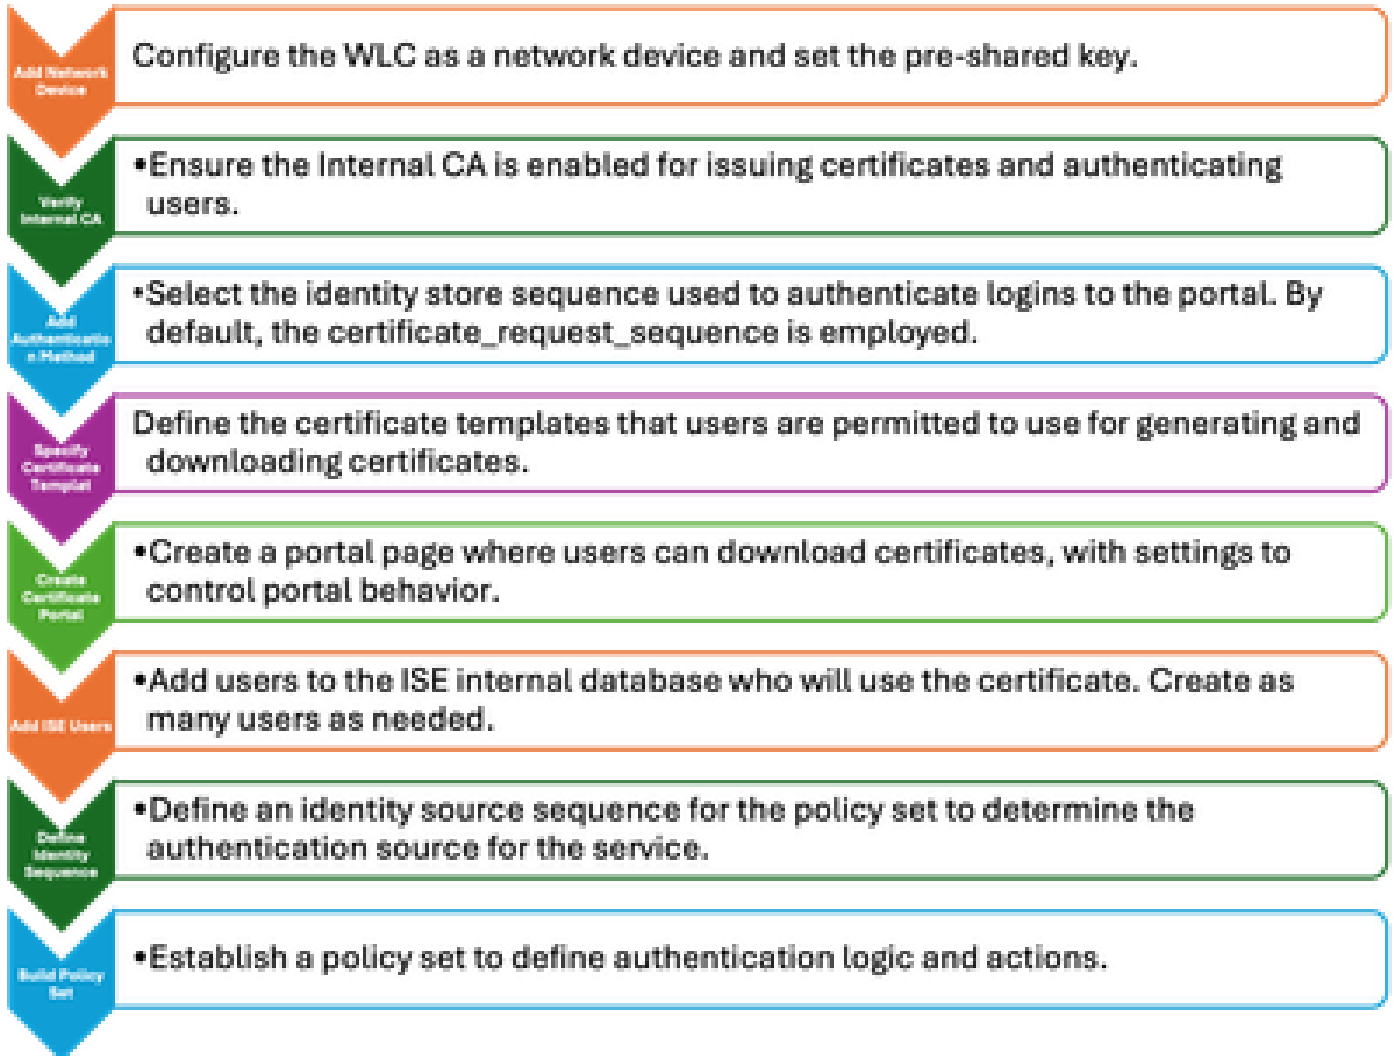 Add Network
Device
Configure the WLC as a network device and set the pre-shared key.
Verify
Internal CA
•Ensure the Internal CA is enabled for issuing certificates and authenticating
users.
Add
Authenticatio
n Method
•Select the identity store sequence used to authenticate logins to the portal. By
default, the certificate_request_sequence is employed.
Specify
Certificate
Templat
Define the certificate templates that users are permitted to use for generating and
downloading certificates.
Create
Certificate
Portal
•Create a portal page where users can download certificates, with settings to
control portal behavior.
Add ISE Users
•Add users to the ISE internal database who will use the certificate. Create as
many users as needed.
Define
Identity
Sequence
•Define an identity source sequence for the policy set to determine the
authentication source for the service.
Build Policy
Set
•Establish a policy set to define authentication logic and actions.